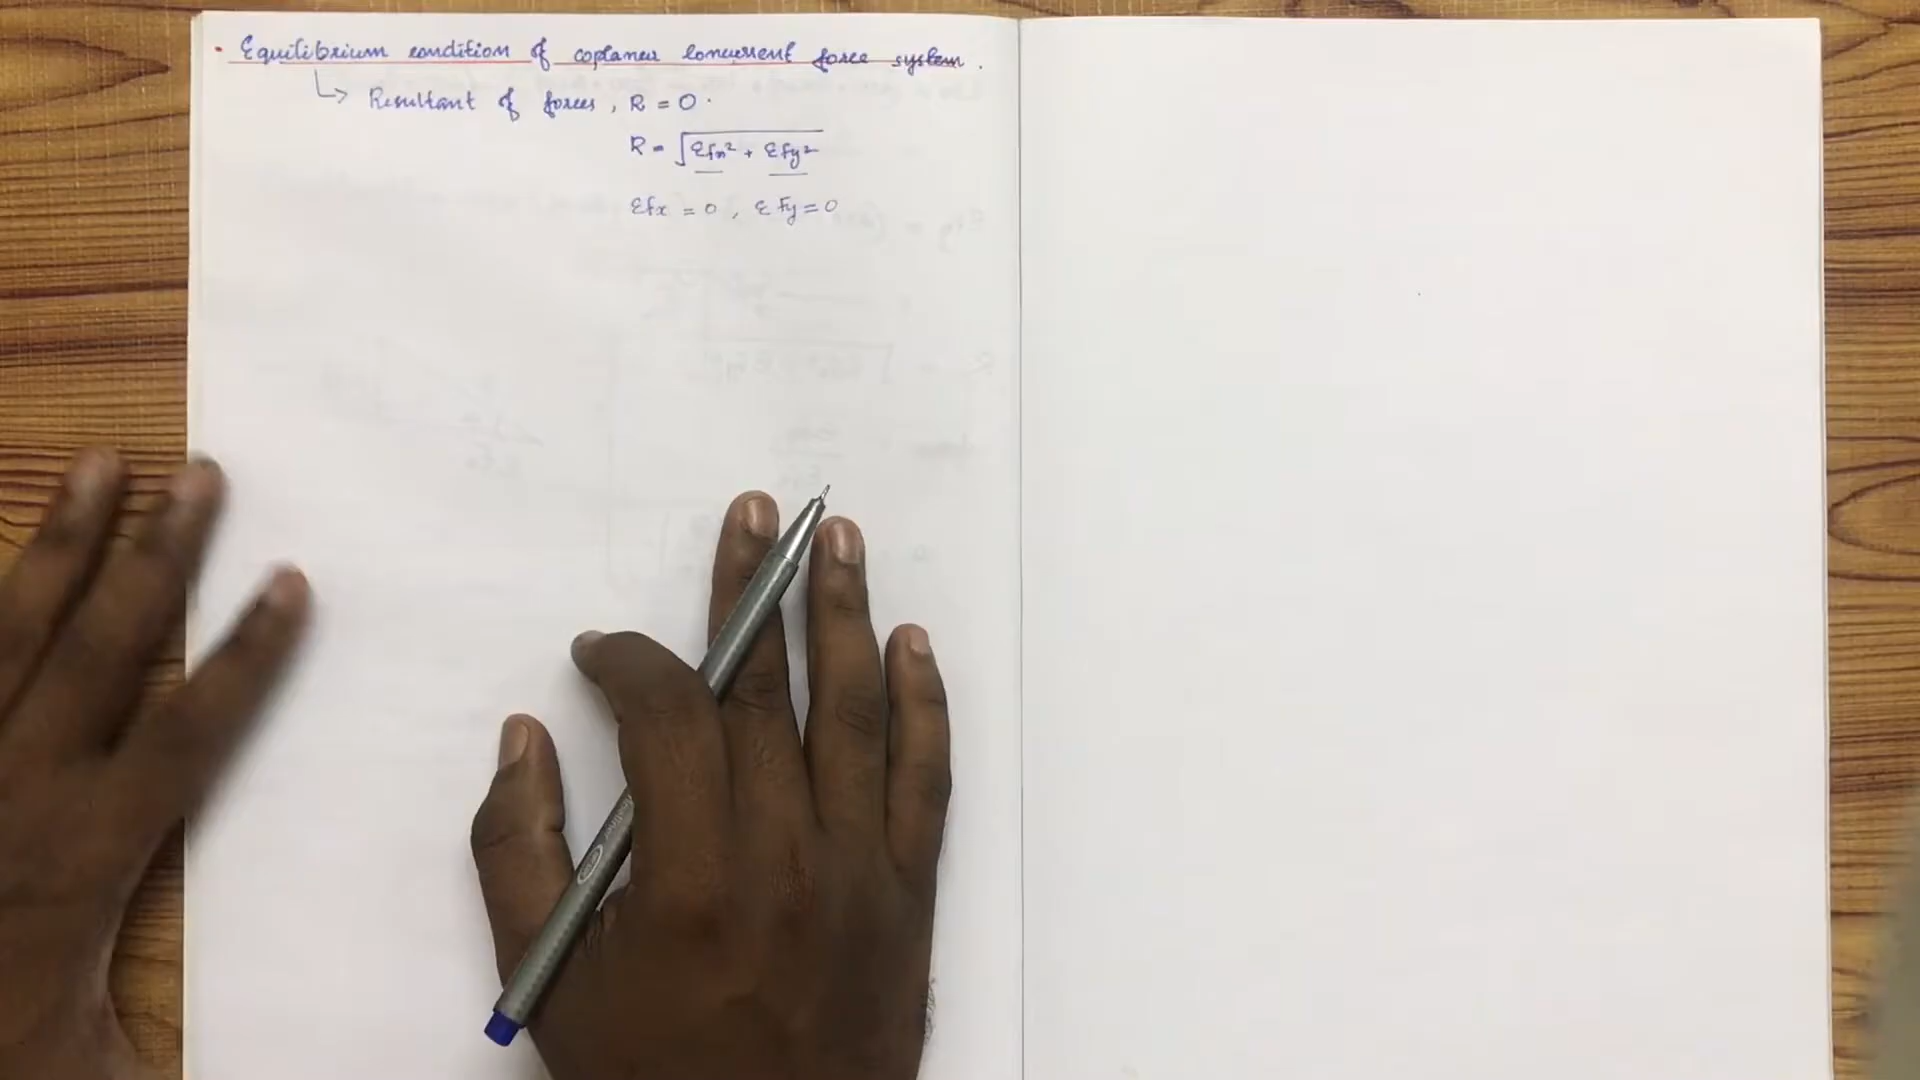 • Equilibrium condition of coplanar concurrent force system.
↳ Resultant of forces, R = 0.
R = √Σfx² + Σfy²
Σfx = 0, Σfy = 0